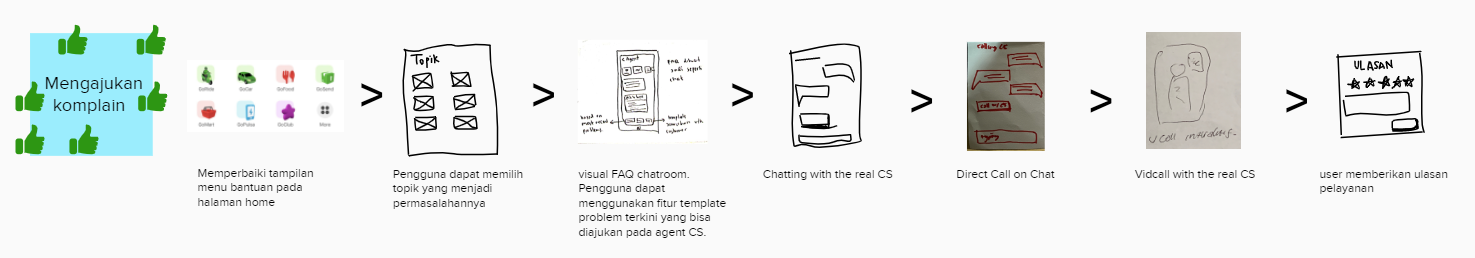 Mengajukan
komplain
GoRide
GoCar
GoFood
GoSend
GoMart
GoPulsa
GoClub
More
Memperbaiki tampilan
menu bantuan pada
halaman home
>
Topik
Pengguna dapat memilih
topik yang menjadi
permasalahannya
>
visual FAQ chatroom.
Pengguna dapat
menggunakan fitur template
problem terkini yang bisa
diajukan pada agent CS.
>
Chatting with the real CS
>
calling CS
Direct Call on Chat
>
Vidcall with the real CS
>
ULASAN
user memberikan ulasan
pelayanan